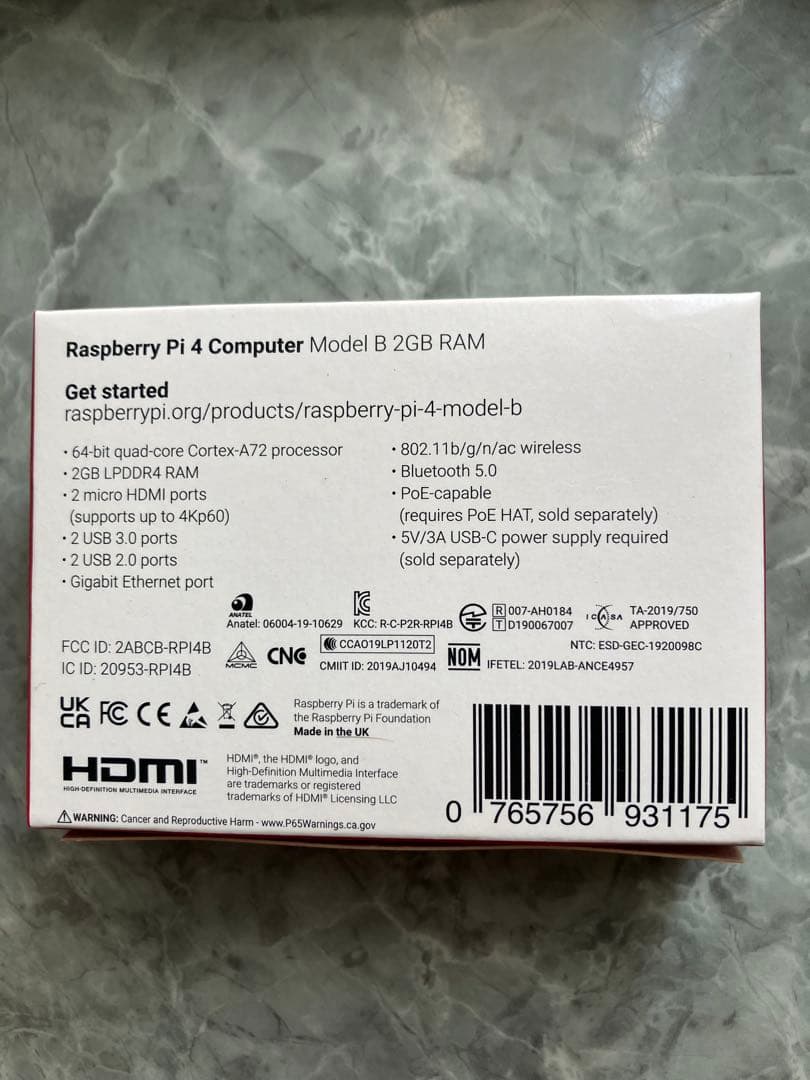 Raspberry Pi 4 Computer Model B 2GB RAM
Get started
raspberrypi.org/products/raspberry-pi-4-model-b
• 64-bit quad-core Cortex-A72 processor
• 2GB LPDDR4 RAM
• 2 micro HDMI ports
(supports up to 4Kp60)
• 2 USB 3.0 ports
• 2 USB 2.0 ports
• Gigabit Ethernet port
• 802.11b/g/n/ac wireless
• Bluetooth 5.0
• PoE-capable
(requires PoE HAT, sold separately)
• 5V/3A USB-C power supply required
(sold separately)
ANATEL
Anatel: 06004-19-10629
KCC: R-C-P2R-RPI4B
R 007-AH0184
T D190067007
ICASA
TA-2019/750
APPROVED
FCC ID: 2ABCB-RPI4B
IC ID: 20953-RPI4B
MCMC
CNC
CCAO19LP1120T2
CMIIT ID: 2019AJ10494
NOM
IFETEL: 2019LAB-ANCE4957
NTC: ESD-GEC-1920098C
UK
CA
FC
CE
Raspberry Pi is a trademark of
the Raspberry Pi Foundation
Made in the UK
HDMI™
HIGH-DEFINITION MULTIMEDIA INTERFACE
HDMI®, the HDMI® logo, and
High-Definition Multimedia Interface
are trademarks or registered
trademarks of HDMI® Licensing LLC
WARNING: Cancer and Reproductive Harm - www.P65Warnings.ca.gov
0 765756 931175